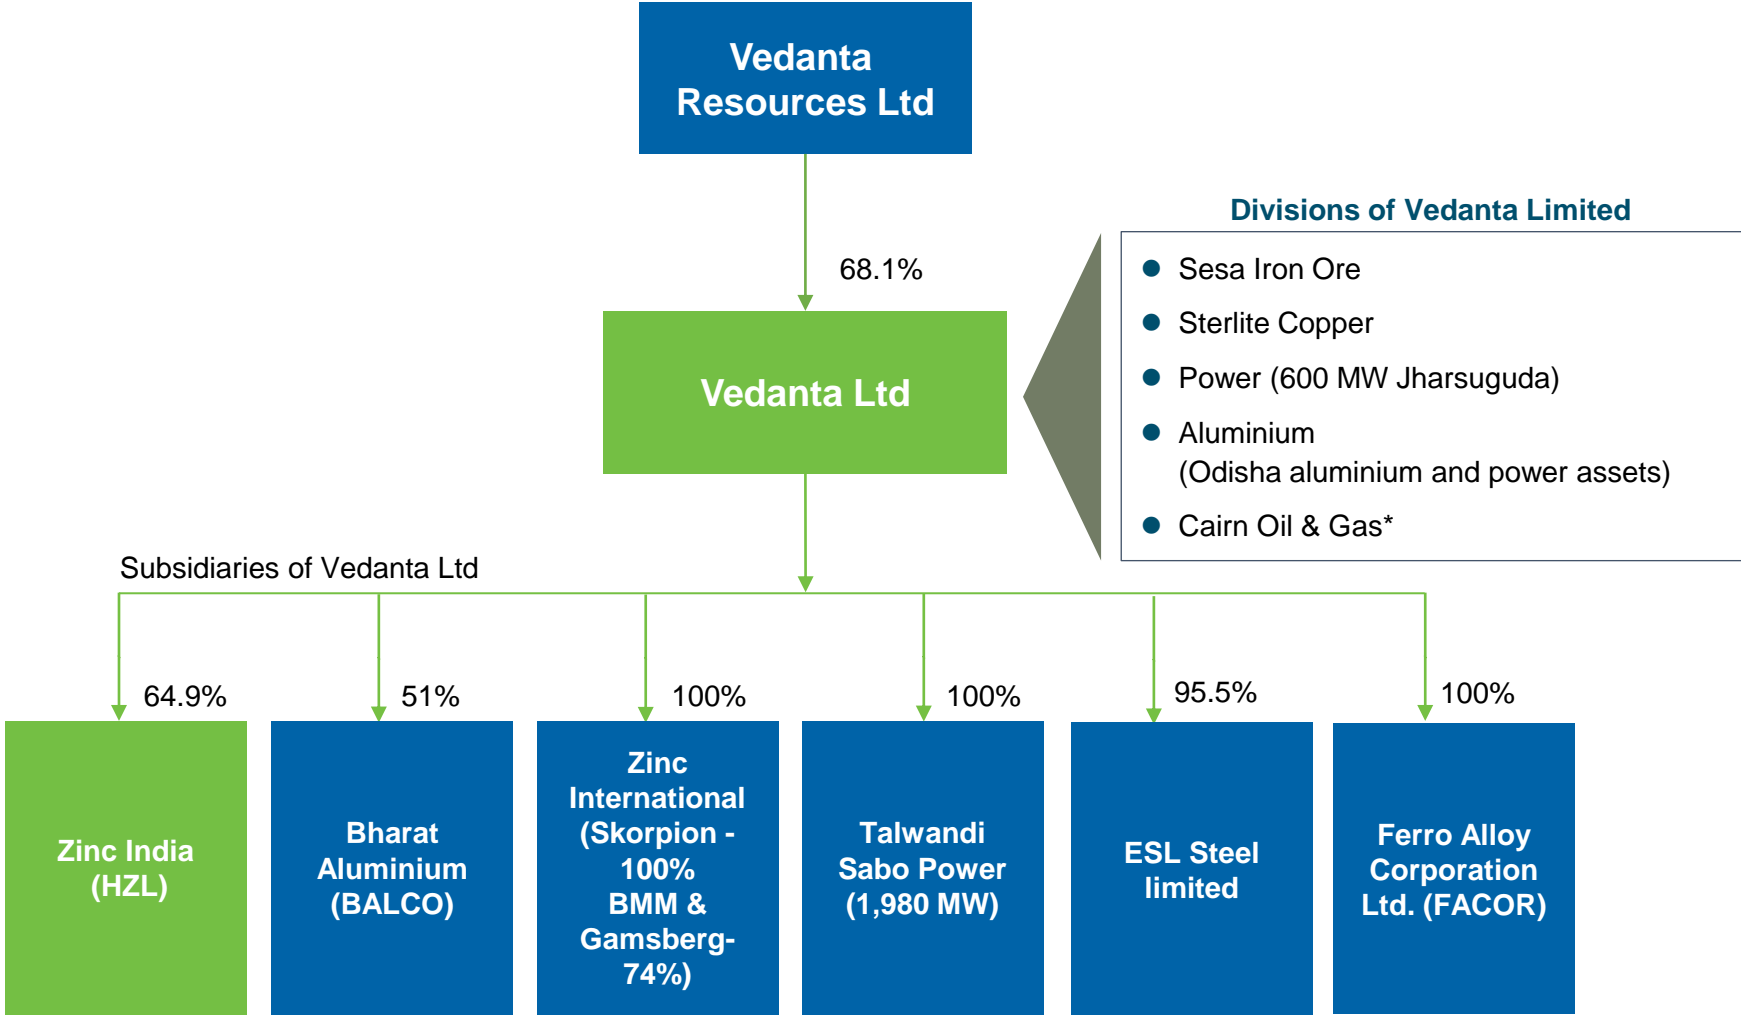 Vedanta
Resources Ltd
68.1%
Vedanta Ltd
Divisions of Vedanta Limited
Sesa Iron Ore
Sterlite Copper
Power (600 MW Jharsuguda)
Aluminium
(Odisha aluminium and power assets)
Cairn Oil & Gas*
Subsidiaries of Vedanta Ltd
64.9%
Zinc India
(HZL)
51%
Bharat
Aluminium
(BALCO)
100%
Zinc
International
(Skorpion -
100%
BMM &
Gamsberg-
74%)
100%
Talwandi
Sabo Power
(1,980 MW)
95.5%
ESL Steel
limited
100%
Ferro Alloy
Corporation
Ltd. (FACOR)